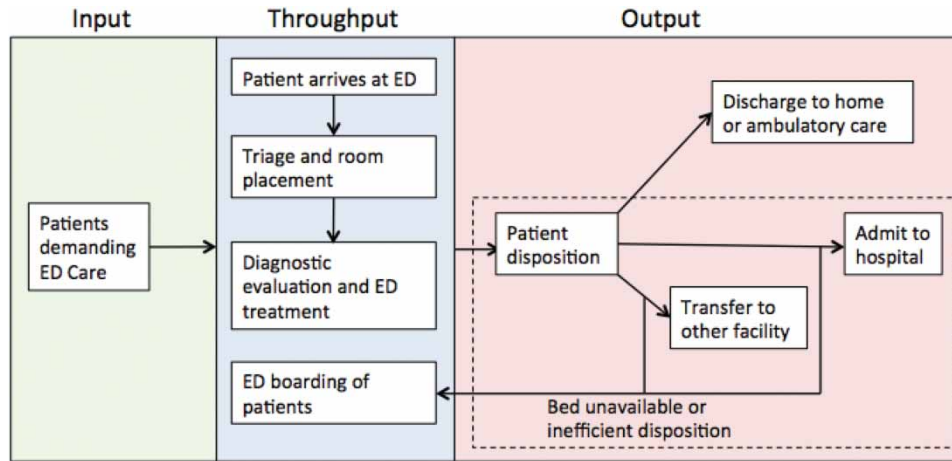 Input
Throughput
Output
Patients
demanding
ED Care
Patient arrives at ED
Triage and room
placement
Diagnostic
evaluation and ED
treatment
ED boarding of
patients
Discharge to home
or ambulatory care
Patient
disposition
Admit to
hospital
Transfer to
other facility
Bed unavailable or
inefficient disposition